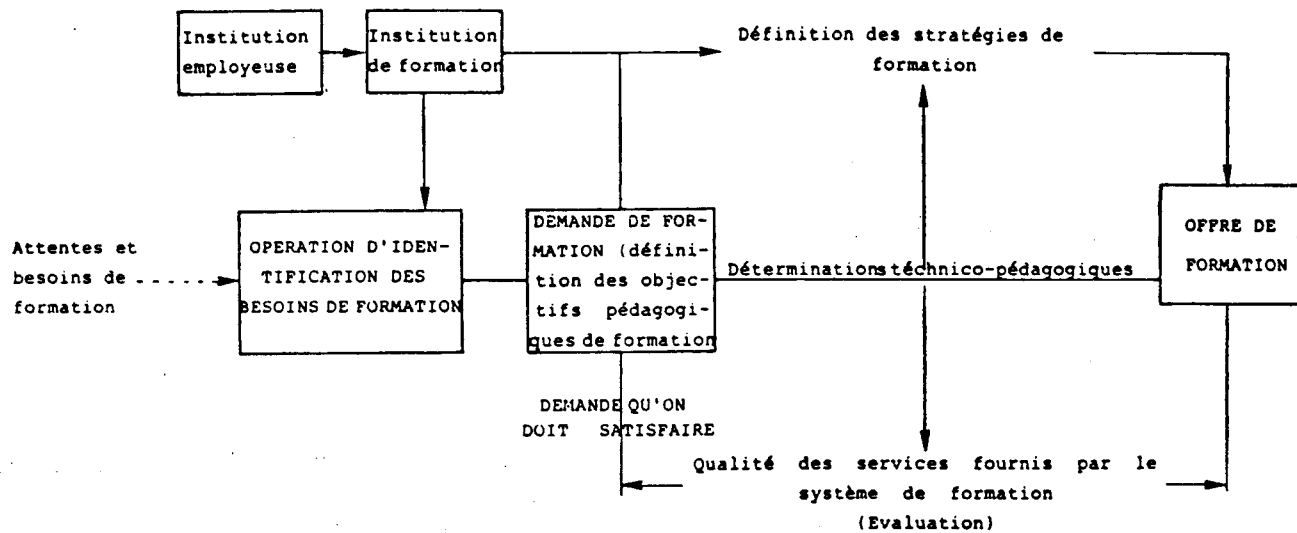 Institution
employeuse
Institution
de formation
Définition des stratégies de
formation
Attentes et
besoins de
formation
OPERATION D'IDEN-
TIFICATION DES
BESOINS DE FORMATION
DEMANDE DE FOR-
MATION (défini-
tion des objec-
tifs pédagogi-
ques de formation
Déterminations téchnico-pédagogiques
OFFRE DE
FORMATION
DEMANDE QU'ON
DOIT SATISFAIRE
Qualité des services fournis par le
système de formation
(Evaluation)